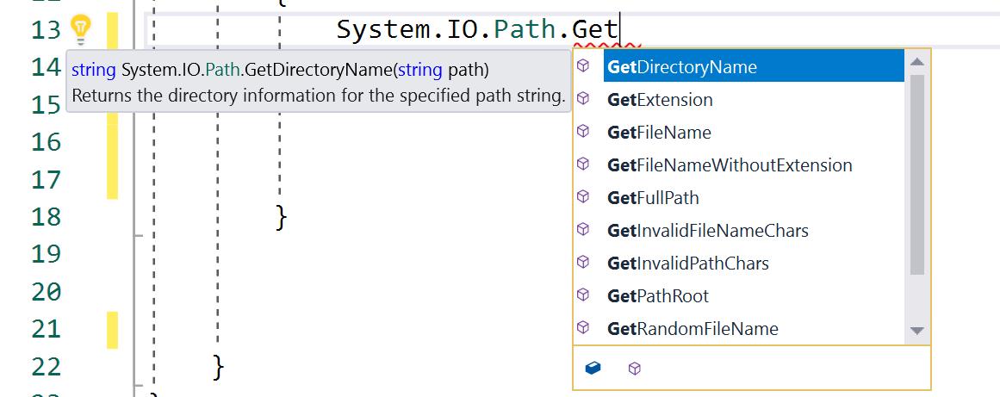 {
13 System.IO.Path.Get
14
string System.IO.Path.GetDirectoryName(string path)
Returns the directory information for the specified path string.
15
16
17
18 }
19
20
21
22 }
GetDirectoryName
GetExtension
GetFileName
GetFileNameWithoutExtension
GetFullPath
GetInvalidFileNameChars
GetInvalidPathChars
GetPathRoot
GetRandomFileName